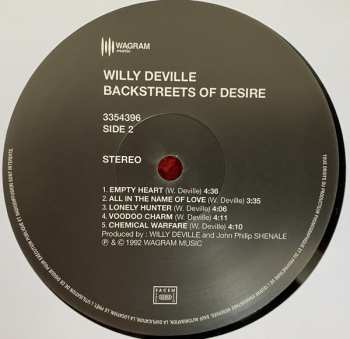 WAGRAM
music
WILLY DEVILLE
BACKSTREETS OF DESIRE
3354396
SIDE 2
STEREO
1. EMPTY HEART (W. Deville) 4:36
2. ALL IN THE NAME OF LOVE (W. Deville) 3:35
3. LONELY HUNTER (W. Deville) 4:06
4. VOODOO CHARM (W. Deville) 4:11
5. CHEMICAL WARFARE (W. Deville) 4:10
Produced by : WILLY DEVILLE and John Philip SHENALE
℗ & © 1992 WAGRAM MUSIC
SACEM